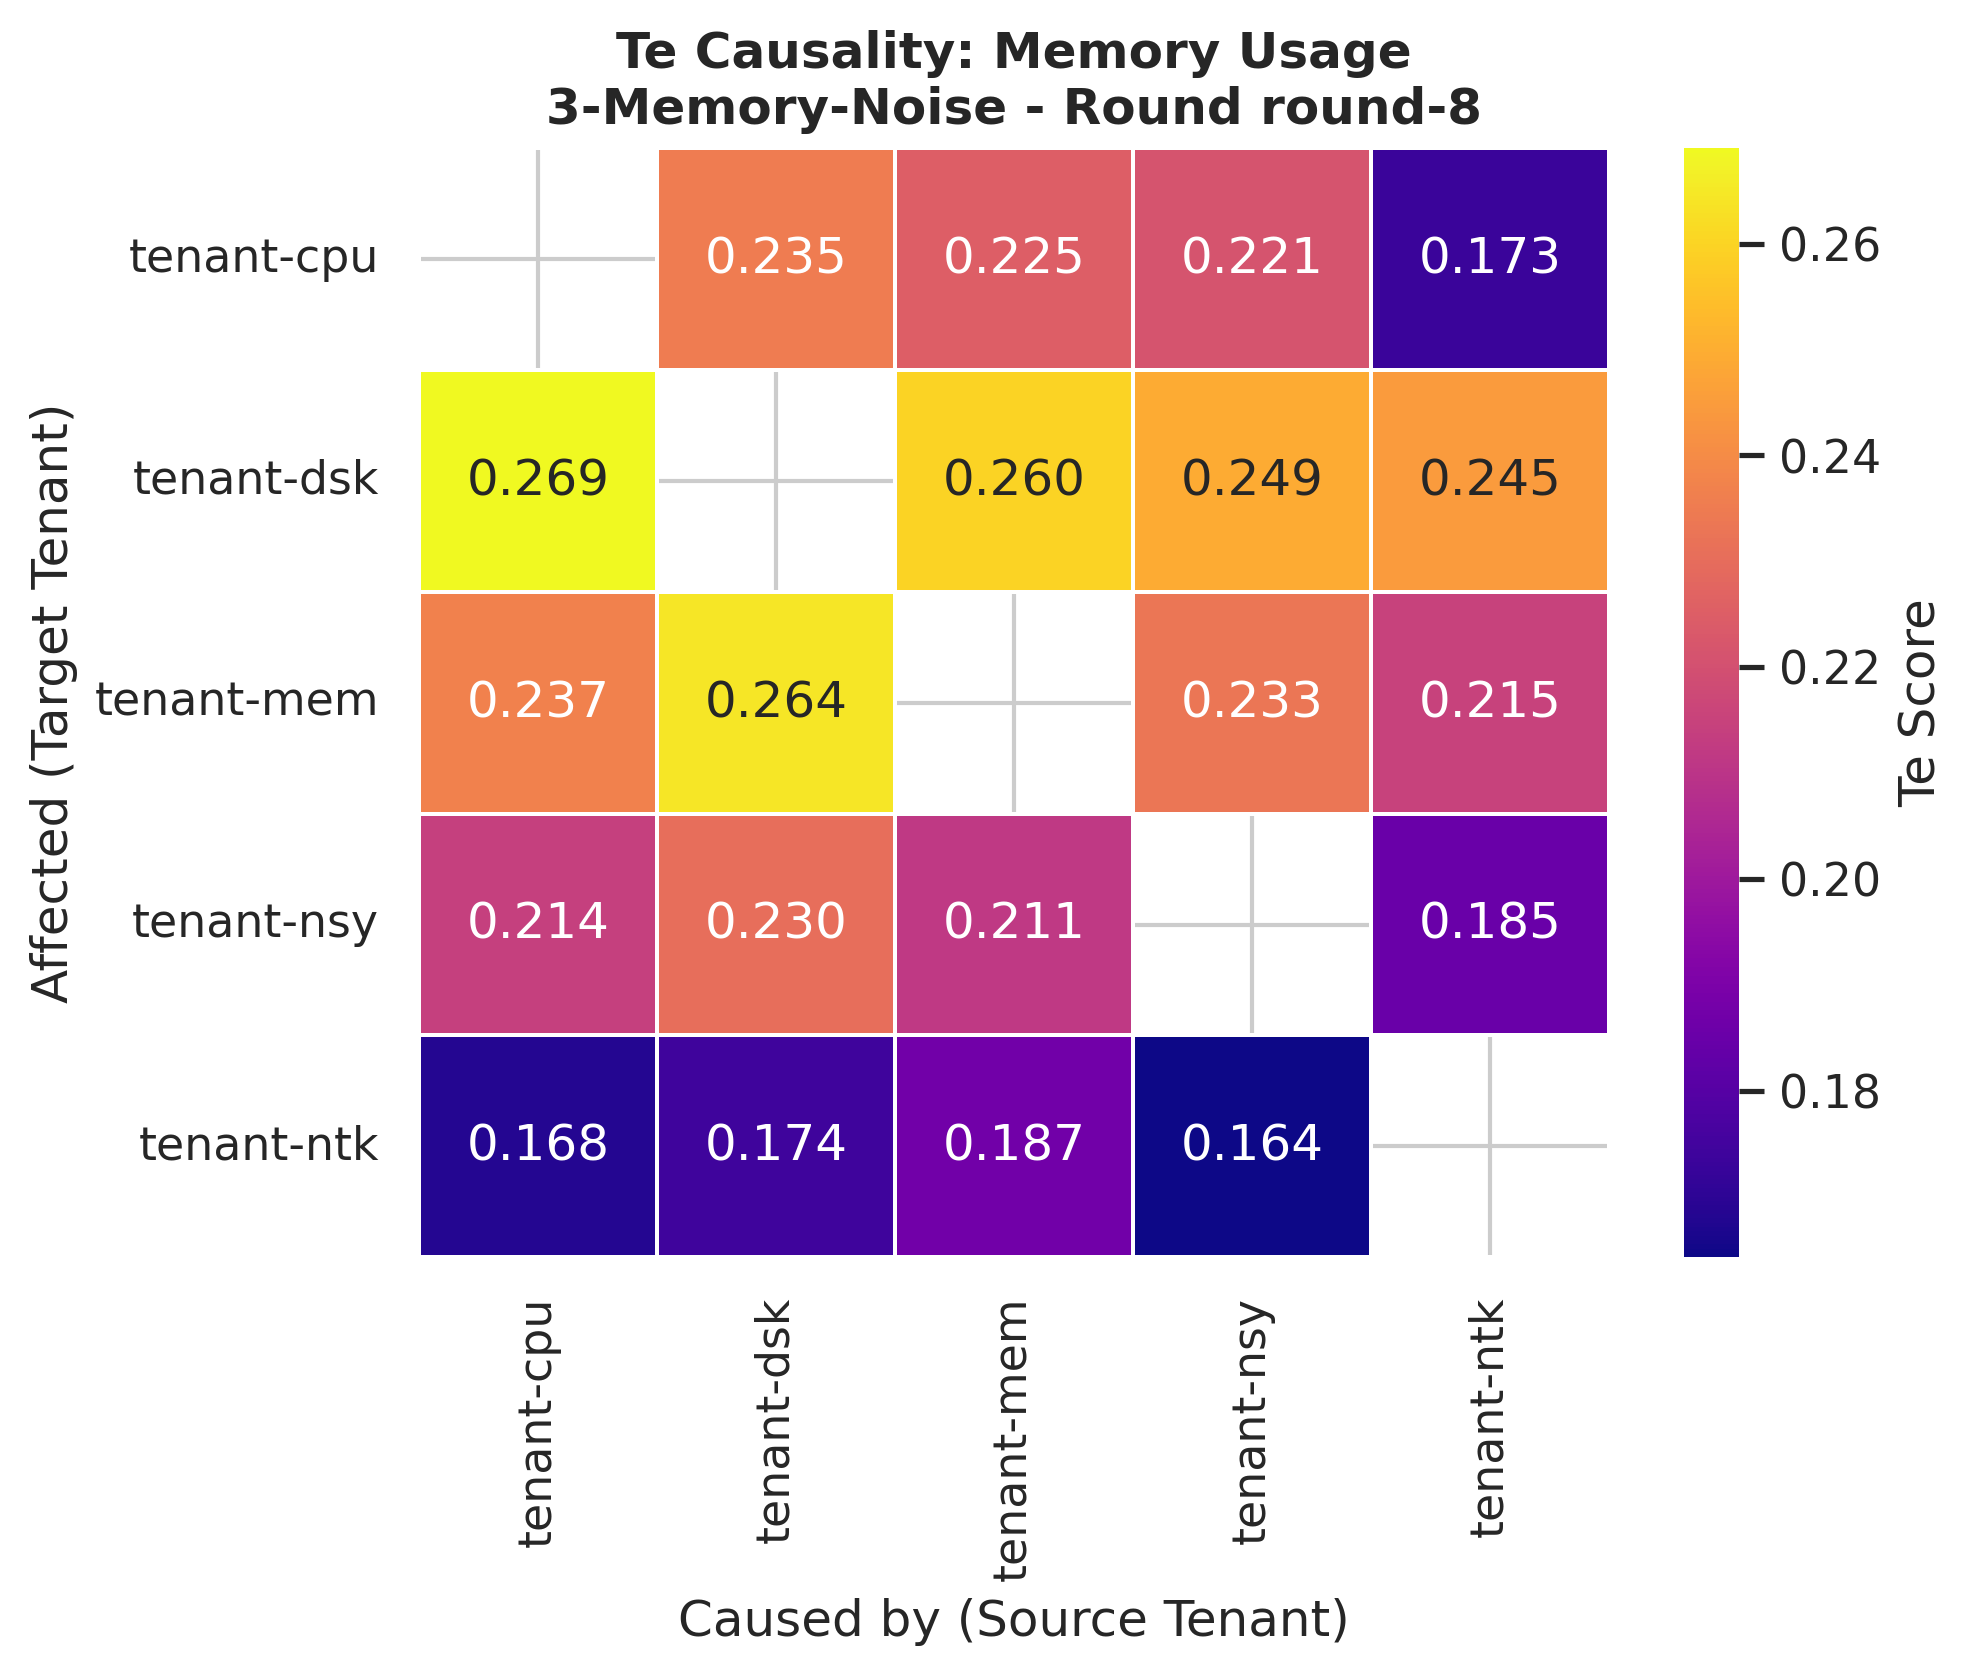 Te Causality: Memory Usage
3-Memory-Noise - Round round-8
Affected (Target Tenant)
tenant-cpu
0.235 0.225 0.221 0.173
tenant-dsk
0.269 0.260 0.249 0.245
tenant-mem
0.237 0.264 0.233 0.215
tenant-nsy
0.214 0.230 0.211 0.185
tenant-ntk
0.168 0.174 0.187 0.164
tenant-cpu
tenant-dsk
tenant-mem
tenant-nsy
tenant-ntk
Caused by (Source Tenant)
0.26
0.24
0.22
0.20
0.18
Te Score